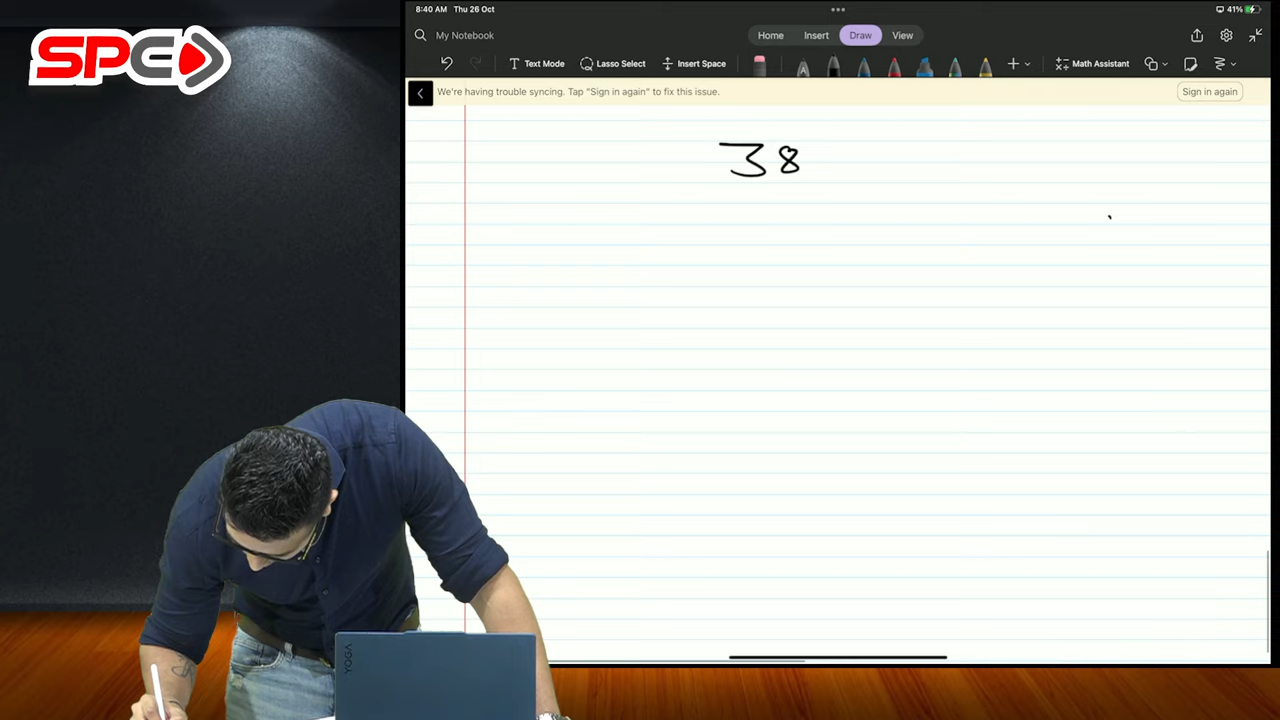 SPE
8:40 AM Thu 26 Oct
41%
My Notebook
Home Insert Draw View
Text Mode Lasso Select Insert Space Math Assistant
We're having trouble syncing. Tap "Sign in again" to fix this issue. Sign in again
38
YOGA